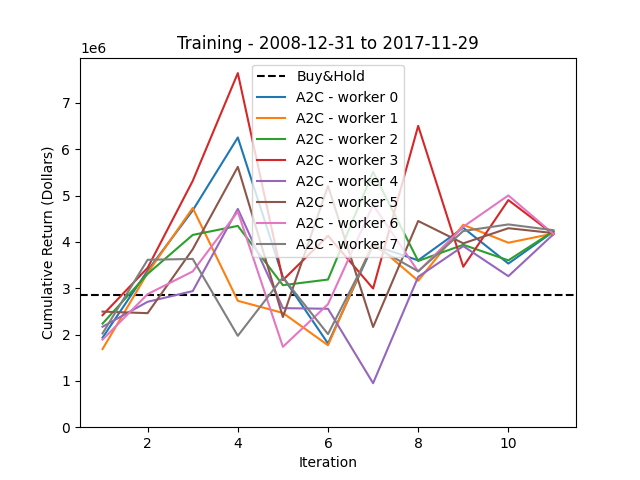 Training - 2008-12-31 to 2017-11-29
1e6
Buy&Hold
A2C - worker 0
A2C - worker 1
A2C - worker 2
A2C - worker 3
A2C - worker 4
A2C - worker 5
A2C - worker 6
A2C - worker 7
Cumulative Return (Dollars)
7
6
5
4
3
2
1
0
2
4
6
8
10
Iteration